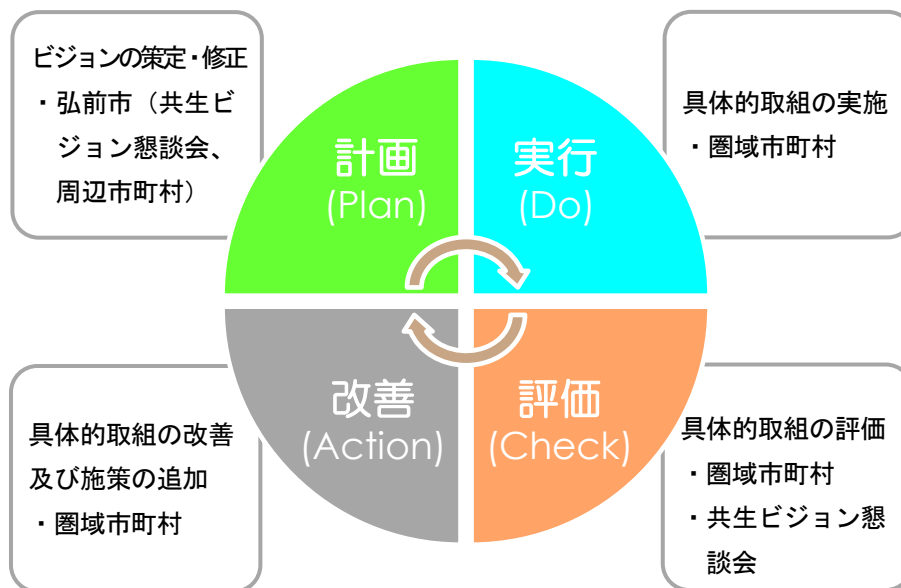 ビジョンの策定・修正
・弘前市（共生ビ
ジョン懇談会、
周辺市町村）
計画
(Plan)
実行
(Do)
具体的取組の実施
・圏域市町村
具体的取組の改善
及び施策の追加
・圏域市町村
改善
(Action)
評価
(Check)
具体的取組の評価
・圏域市町村
・共生ビジョン懇
談会